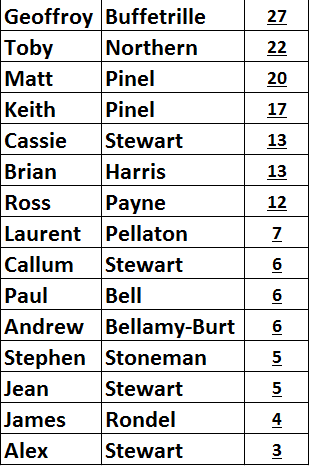 Geoffroy Buffetrille 27
Toby Northern 22
Matt Pinel 20
Keith Pinel 17
Cassie Stewart 13
Brian Harris 13
Ross Payne 12
Laurent Pellaton 7
Callum Stewart 6
Paul Bell 6
Andrew Bellamy-Burt 6
Stephen Stoneman 5
Jean Stewart 5
James Rondel 4
Alex Stewart 3